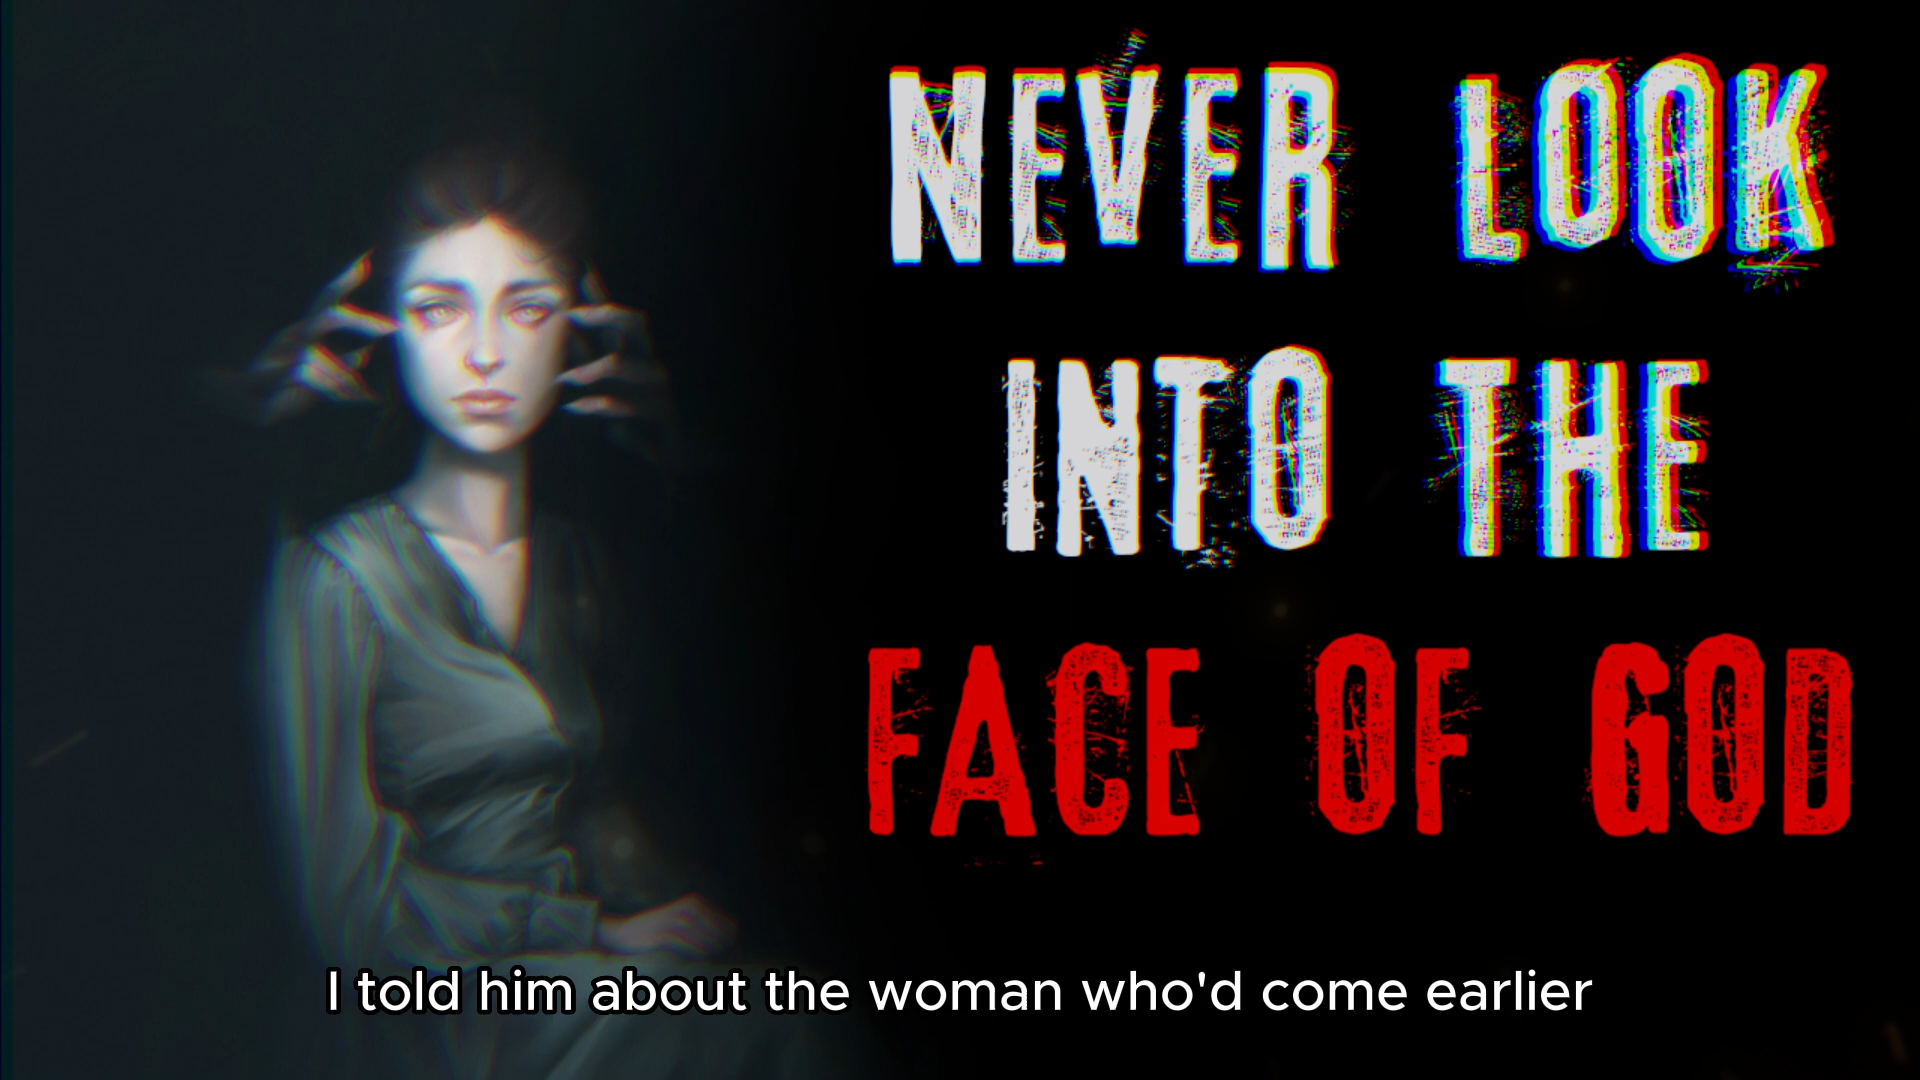 NEVER LOOK
INTO THE
FACE OF GOD
I told him about the woman who'd come earlier